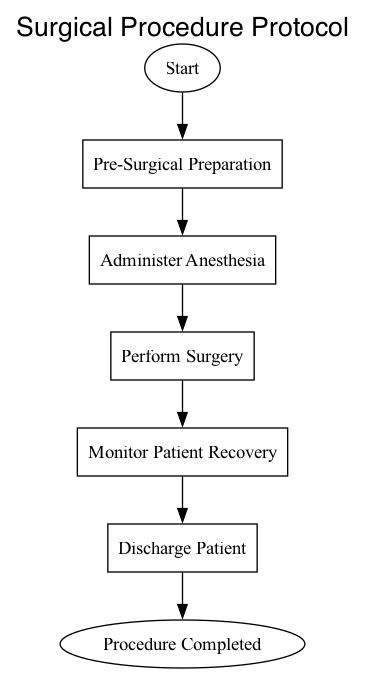 Surgical Procedure Protocol
Start
Pre-Surgical Preparation
Administer Anesthesia
Perform Surgery
Monitor Patient Recovery
Discharge Patient
Procedure Completed